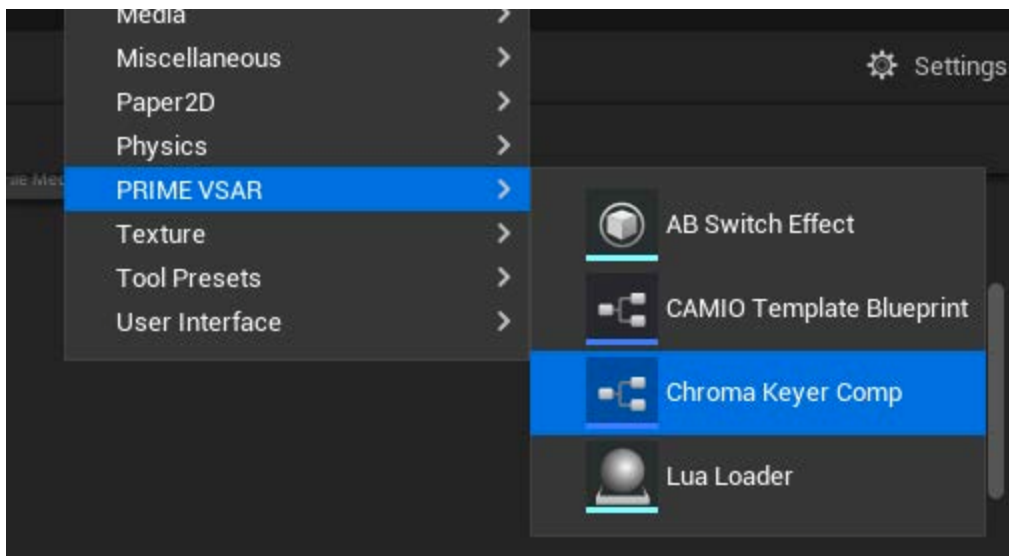 Media
Miscellaneous
Settings
Paper2D
Physics
PRIME VSAR
Texture
Tool Presets
User Interface
AB Switch Effect
CAMIO Template Blueprint
Chroma Keyer Comp
Lua Loader